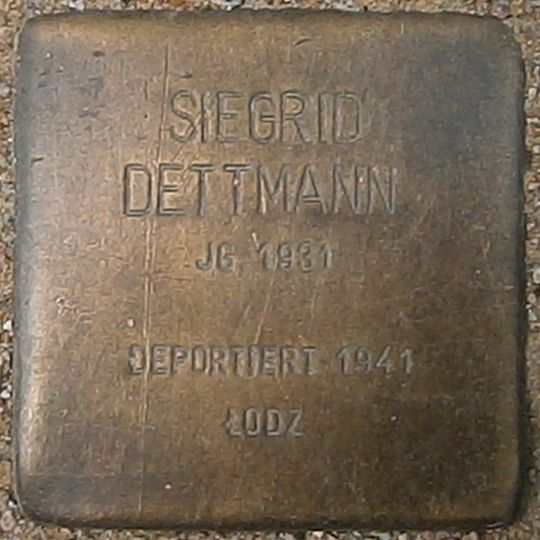 SIEGRID
DETTMANN
JG. 1931
DEPORTIERT 1941
ŁODZ